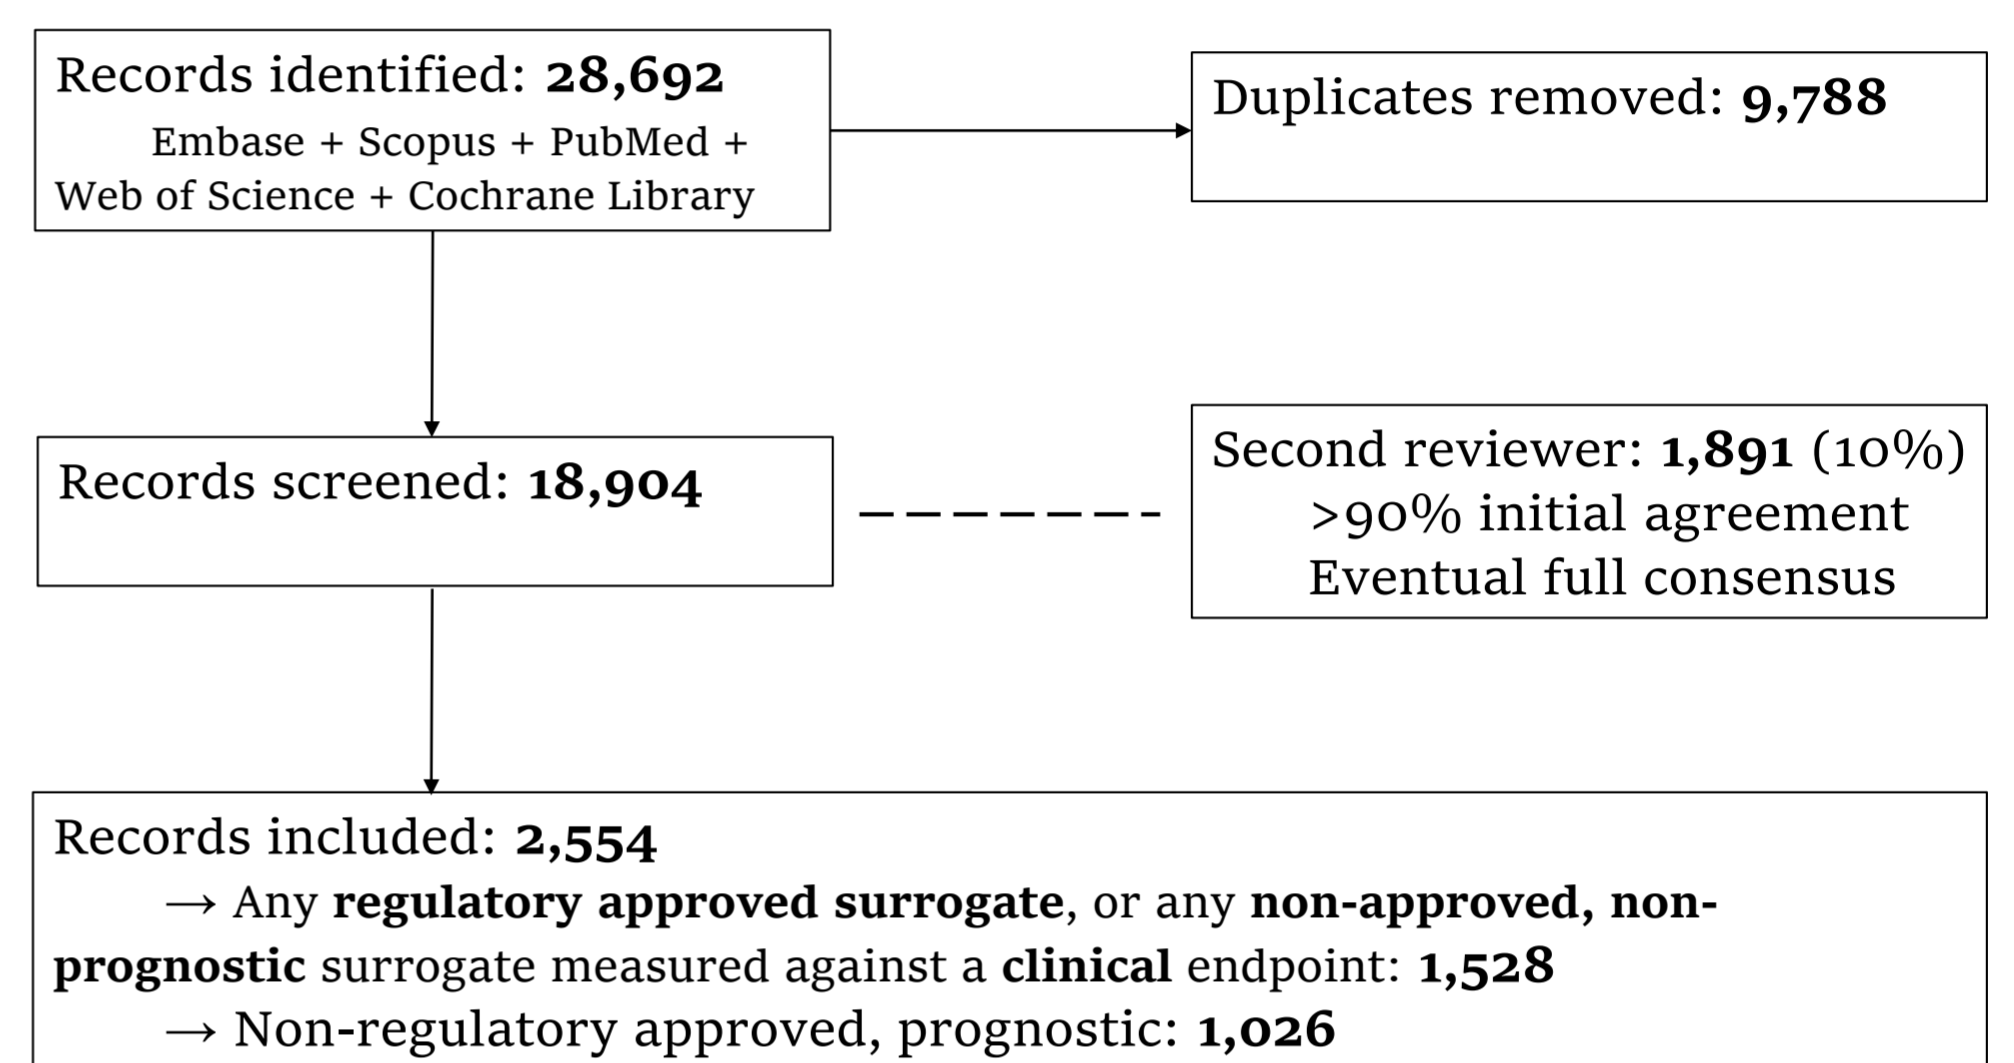 Records identified: 28,692
Embase + Scopus + PubMed +
Web of Science + Cochrane Library
Duplicates removed: 9,788
Records screened: 18,904
Second reviewer: 1,891 (10%)
>90% initial agreement
Eventual full consensus
Records included: 2,554
→ Any regulatory approved surrogate, or any non-approved, non-
prognostic surrogate measured against a clinical endpoint: 1,528
→ Non-regulatory approved, prognostic: 1,026